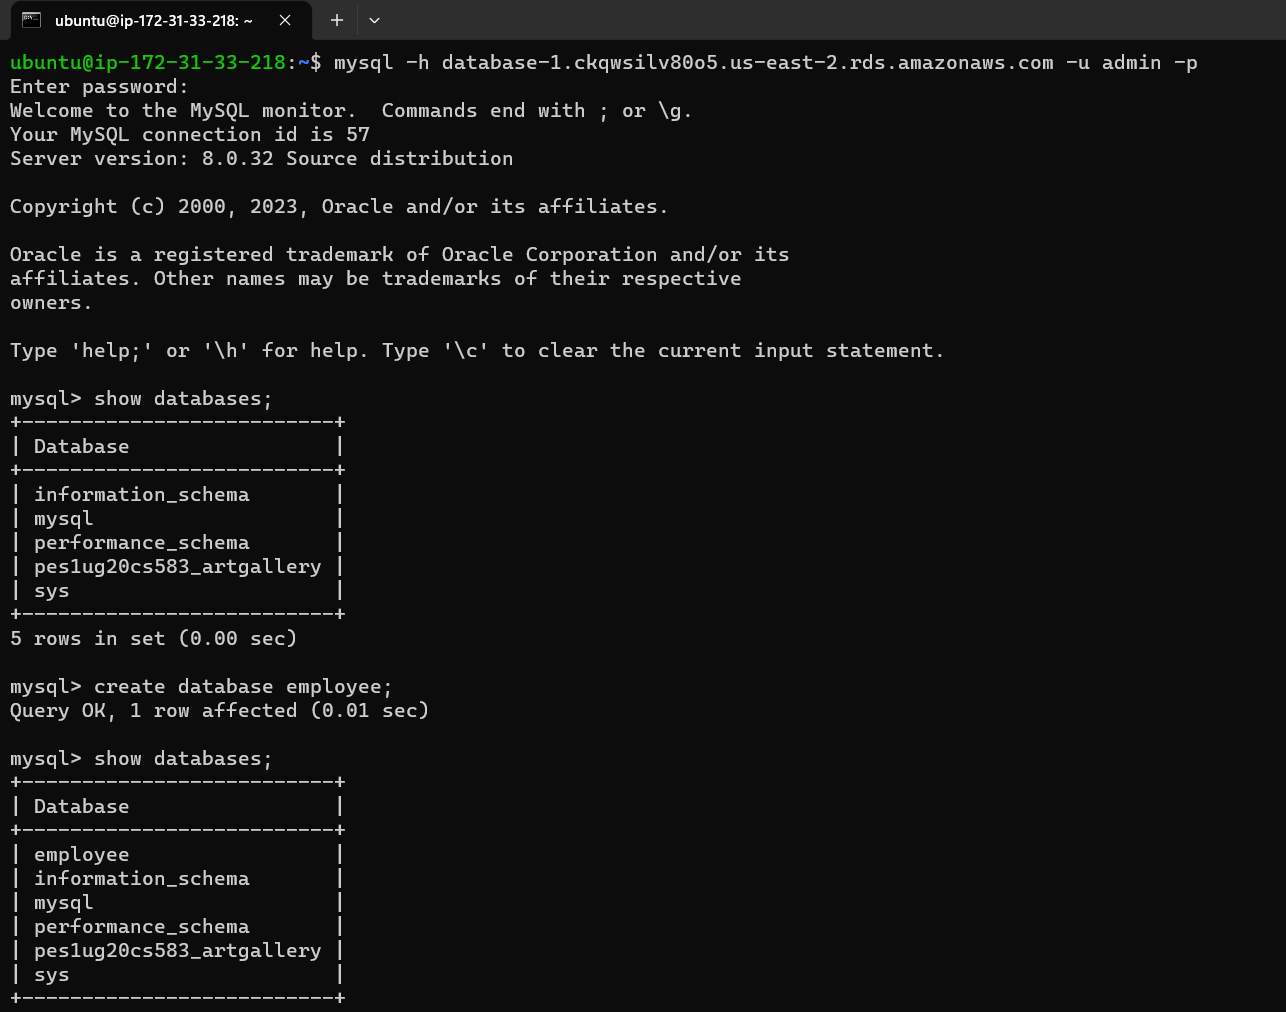 ubuntu@ip-172-31-33-218: ~
ubuntu@ip-172-31-33-218:~$ mysql -h database-1.ckqwsilv80o5.us-east-2.rds.amazonaws.com -u admin -p
Enter password:
Welcome to the MySQL monitor.  Commands end with ; or \g.
Your MySQL connection id is 57
Server version: 8.0.32 Source distribution

Copyright (c) 2000, 2023, Oracle and/or its affiliates.

Oracle is a registered trademark of Oracle Corporation and/or its
affiliates. Other names may be trademarks of their respective
owners.

Type 'help;' or '\h' for help. Type '\c' to clear the current input statement.

mysql> show databases;
+--------------------------+
| Database                 |
+--------------------------+
| information_schema       |
| mysql                    |
| performance_schema       |
| pes1ug20cs583_artgallery |
| sys                      |
+--------------------------+
5 rows in set (0.00 sec)

mysql> create database employee;
Query OK, 1 row affected (0.01 sec)

mysql> show databases;
+--------------------------+
| Database                 |
+--------------------------+
| employee                 |
| information_schema       |
| mysql                    |
| performance_schema       |
| pes1ug20cs583_artgallery |
| sys                      |
+--------------------------+